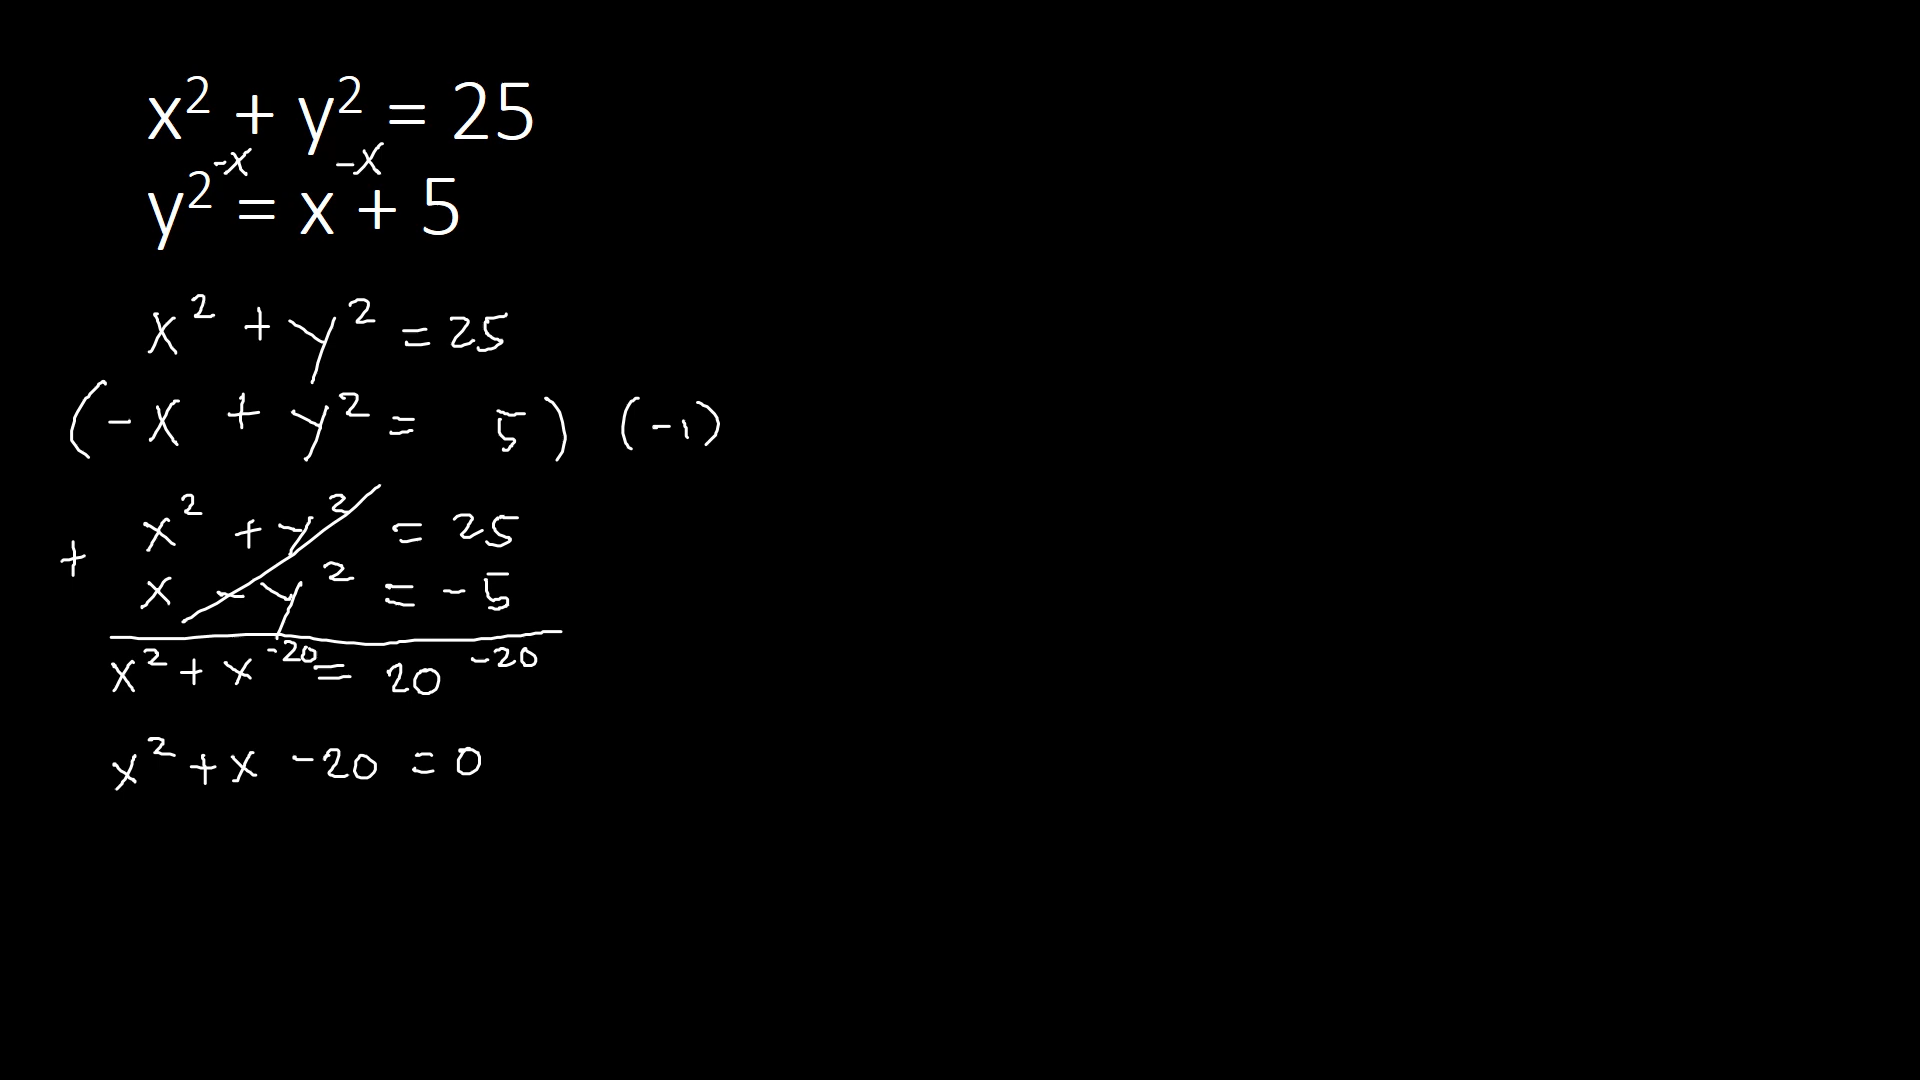 x² + y² = 25
-x -x
y² = x + 5
x² + y² = 25
(-x + y² = 5) (-1)
x² + y² = 25
+
x - y² = -5
x² + x -20 = 20 -20
x² + x -20 = 0